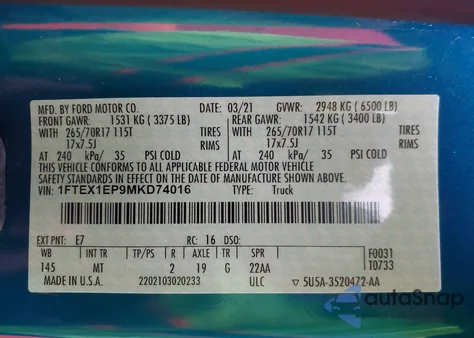 MFD. BY FORD MOTOR CO.
DATE: 03/21 GVWR: 2948 KG ( 6500 LB)
FRONT GAWR: 1531 KG ( 3375 LB) REAR GAWR: 1542 KG ( 3400 LB)
WITH 265/70R17 115T TIRES WITH 265/70R17 115T TIRES
17x7.5J RIMS 17x7.5J RIMS
AT 240 kPa/ 35 PSI COLD AT 240 kPa/ 35 PSI COLD
THIS VEHICLE CONFORMS TO ALL APPLICABLE FEDERAL MOTOR VEHICLE
SAFETY STANDARDS IN EFFECT ON THE DATE OF MANUFACTURE SHOWN ABOVE.
VIN: 1FTEX1EP9MKD74016 TYPE: Truck
EXT PNT: E7 RC: 16 DSO: F0031
WB INT TR TP/PS R AXLE TR SPR T0733
145 MT 2 19 G 22AA
MADE IN U.S.A. 2202103020233 ULC 5U5A-3520472-AA
autoSnap